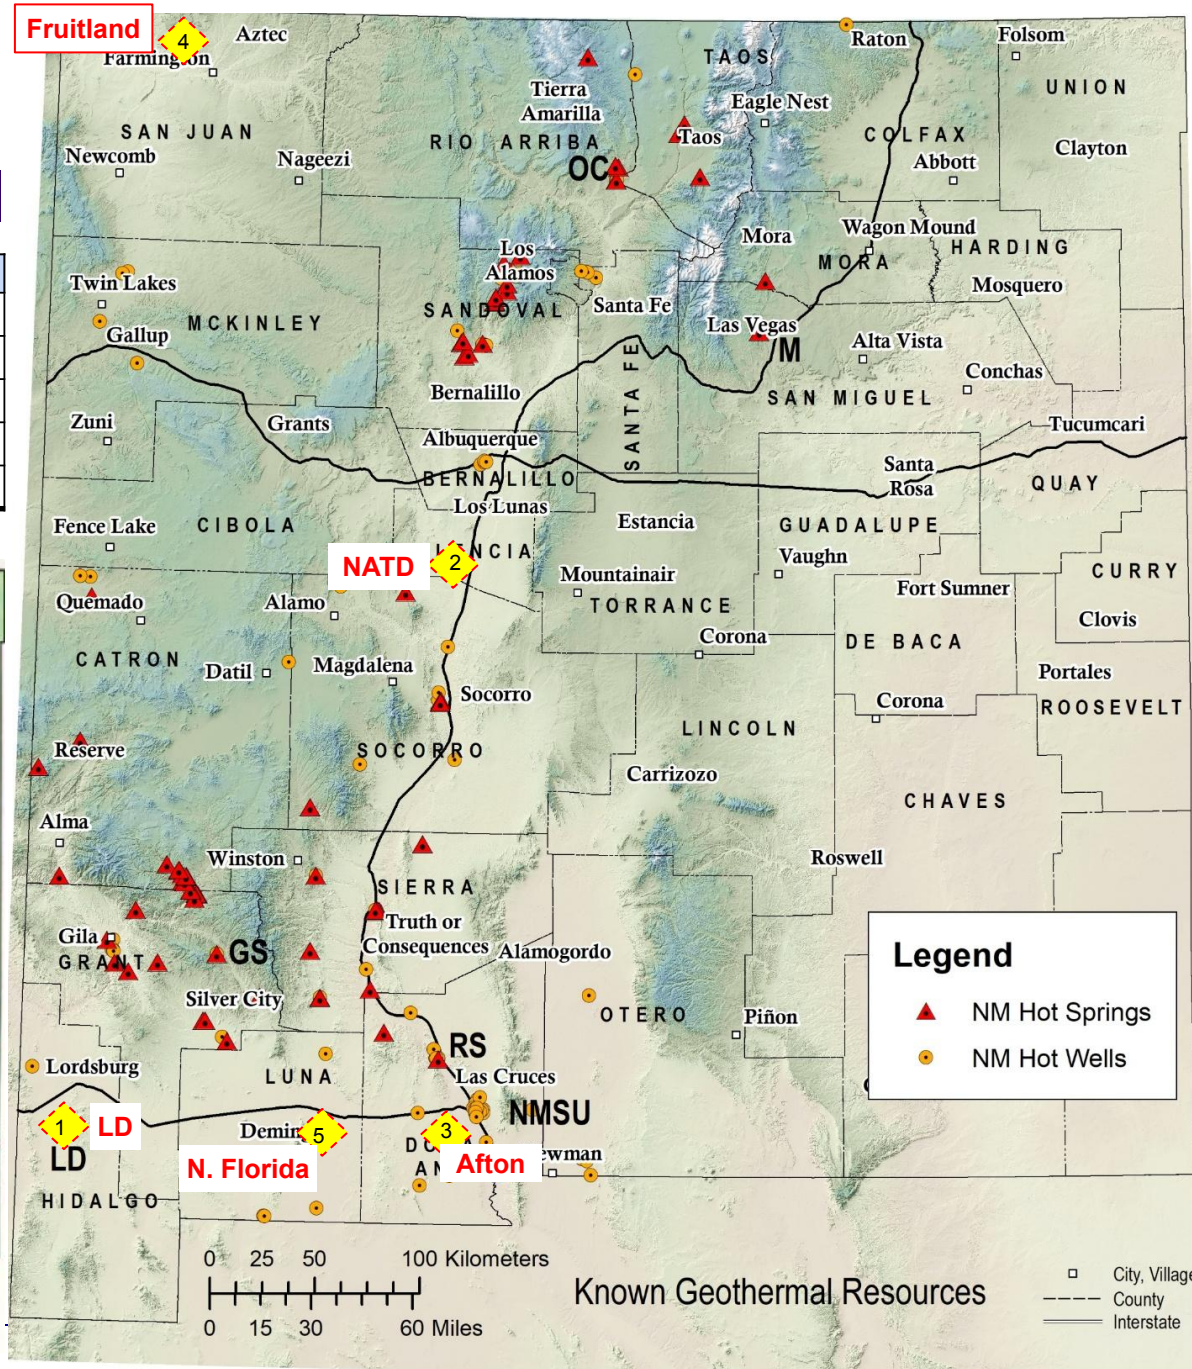 Fruitland
4
Aztec
Farmington
Raton
Folsom
TAOS
UNION
Tierra
Amarilla
Eagle Nest
SAN JUAN
RIO ARRIBA
Taos
COLFAX
Newcomb
Nageezi
OC
Abbott
Clayton
Mora
Wagon Mound
HARDING
MORA
Los
Alamos
Twin Lakes
Mosquero
SANDOVAL
Santa Fe
MCKINLEY
Gallup
Las Vegas
M
Alta Vista
Conchas
Bernalillo
SANTA FE
SAN MIGUEL
Zuni
Grants
Albuquerque
Tucumcari
Santa
Rosa
BERNALILLO
QUAY
Los Lunas
Fence Lake
CIBOLA
Estancia
GUADALUPE
NATD
2
LENCIA
Vaughn
CURRY
Mountainair
Quemado
Alamo
TORRANCE
Fort Sumner
Clovis
CATRON
Corona
DE BACA
Datil
Magdalena
Portales
Socorro
Corona
ROOSEVELT
LINCOLN
Reserve
SOCORRO
Carrizozo
CHAVES
Alma
Winston
Roswell
SIERRA
Truth or
Consequences
Gila
GRANT
GS
Alamogordo
Legend
NM Hot Springs
NM Hot Wells
Silver City
OTERO
Piñon
RS
Lordsburg
LUNA
Las Cruces
NMSU
1
LD
Demin
5
3
LD
N. Florida
Afton
ewman
HIDALGO
0 25 50 100 Kilometers
0 15 30 60 Miles
Known Geothermal Resources
City, Village
County
Interstate